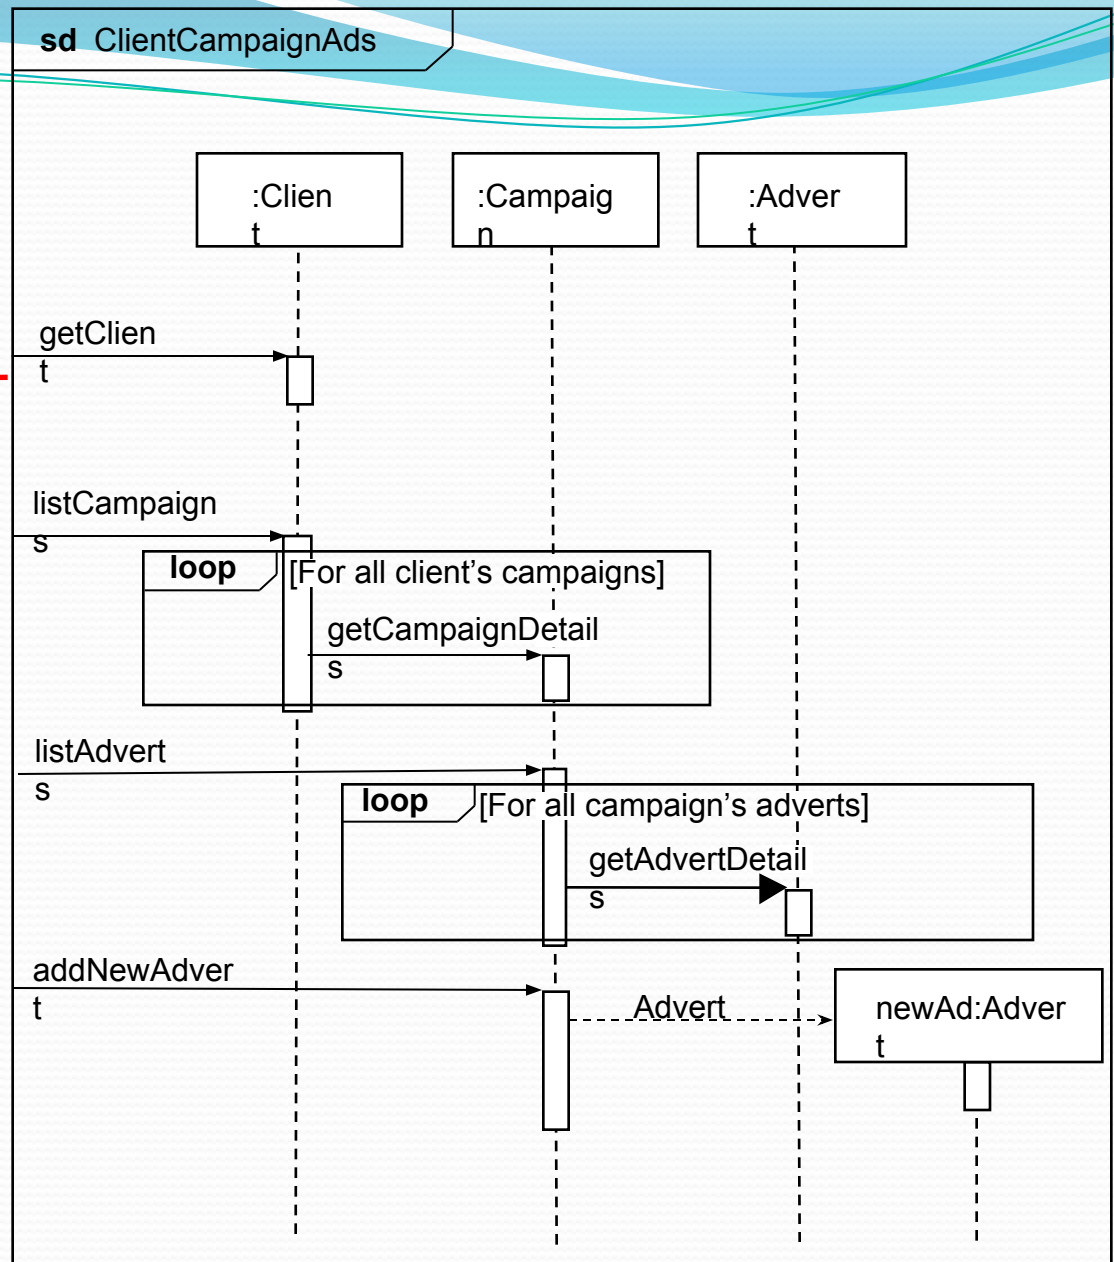 sd ClientCampaignAds
:Clien
t
:Campaig
n
:Adver
t
getClien
t
listCampaign
s
loop [For all client’s campaigns]
getCampaignDetail
s
listAdvert
s
loop [For all campaign’s adverts]
getAdvertDetail
s
addNewAdver
t
Advert
newAd:Adver
t